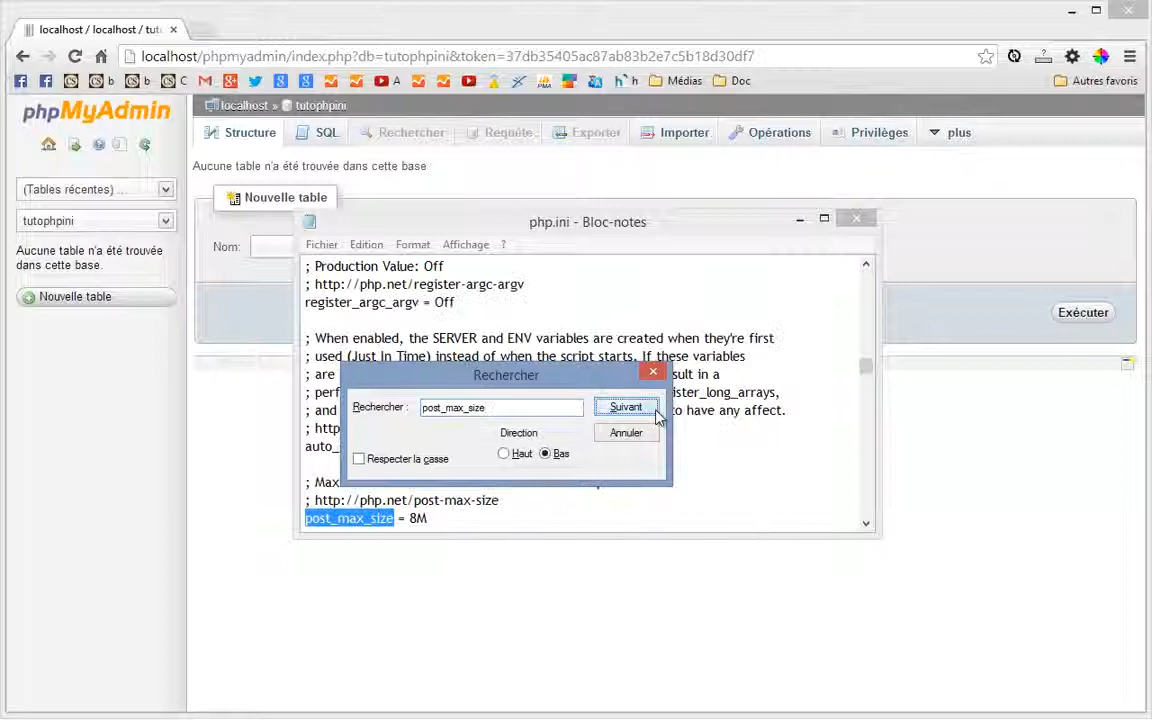 localhost / localhost / tuto
localhost/phpmyadmin/index.php?db=tutophpini&token=37db35405ac87ab83b2e7c5b18d30df7
b
b
C
A
h
Médias
Doc
Autres favoris
phpMyAdmin
localhost » tutophpini
Structure
SQL
Rechercher
Requête
Exporter
Importer
Opérations
Privilèges
plus
Aucune table n'a été trouvée dans cette base
(Tables récentes) ...
tutophpini
Aucune table n'a été trouvée
dans cette base.
Nouvelle table
Nouvelle table
Nom:
Exécuter
php.ini - Bloc-notes
Fichier Edition Format Affichage ?
; Production Value: Off
; http://php.net/register-argc-argv
register_argc_argv = Off
; When enabled, the SERVER and ENV variables are created when they're first
; used (Just In Time) instead of when the script starts. If these variables
; are
sult in a
; perf
ister_long_arrays,
; and
to have any affect.
; http
auto_
; Max
; http://php.net/post-max-size
post_max_size = 8M
Rechercher
Rechercher :
post_max_size
Suivant
Annuler
Direction
Haut
Bas
Respecter la casse